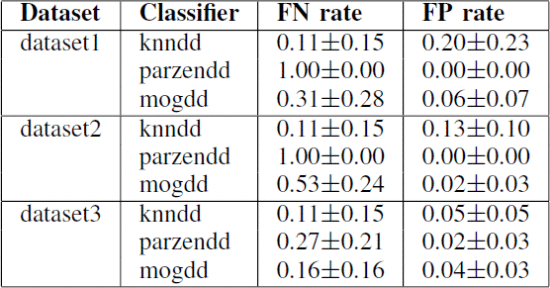 Dataset Classifier FN rate FP rate
dataset1 knndd 0.11±0.15 0.20±0.23
parzendd 1.00±0.00 0.00±0.00
mogdd 0.31±0.28 0.06±0.07
dataset2 knndd 0.11±0.15 0.13±0.10
parzendd 1.00±0.00 0.00±0.00
mogdd 0.53±0.24 0.02±0.03
dataset3 knndd 0.11±0.15 0.05±0.05
parzendd 0.27±0.21 0.02±0.03
mogdd 0.16±0.16 0.04±0.03